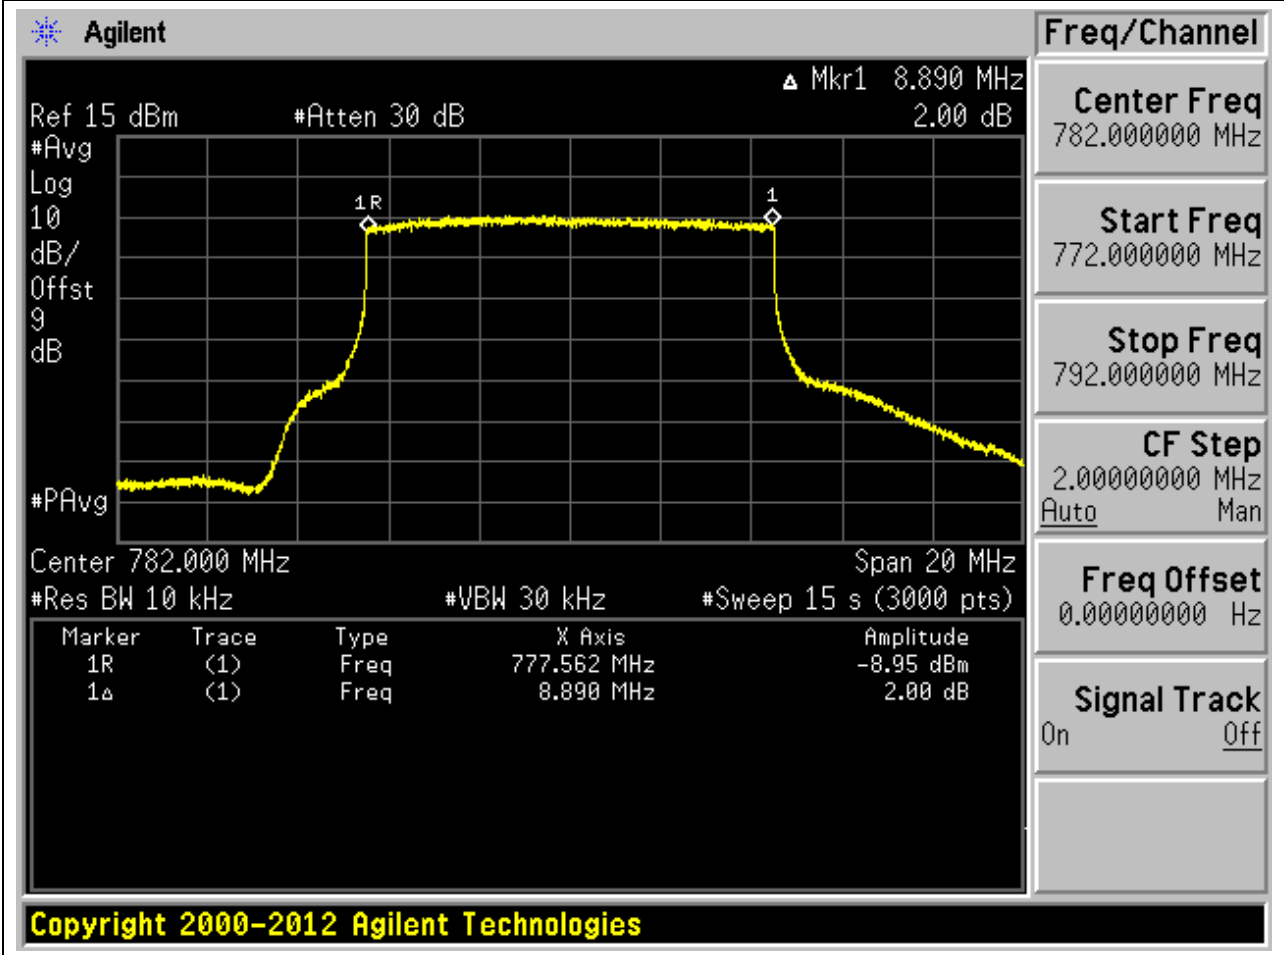 Agilent
Freq/Channel
Δ Mkr1 8.890 MHz
Ref 15 dBm #Atten 30 dB 2.00 dB
#Avg
Log
10
dB/
Offst
9
dB
#PAvg
1R
1
Center 782.000 MHz Span 20 MHz
#Res BW 10 kHz #VBW 30 kHz #Sweep 15 s (3000 pts)
Marker Trace Type X Axis Amplitude
1R (1) Freq 777.562 MHz -8.95 dBm
1Δ (1) Freq 8.890 MHz 2.00 dB
Center Freq
782.000000 MHz
Start Freq
772.000000 MHz
Stop Freq
792.000000 MHz
CF Step
2.00000000 MHz
Auto Man
Freq Offset
0.00000000 Hz
Signal Track
On Off
Copyright 2000-2012 Agilent Technologies